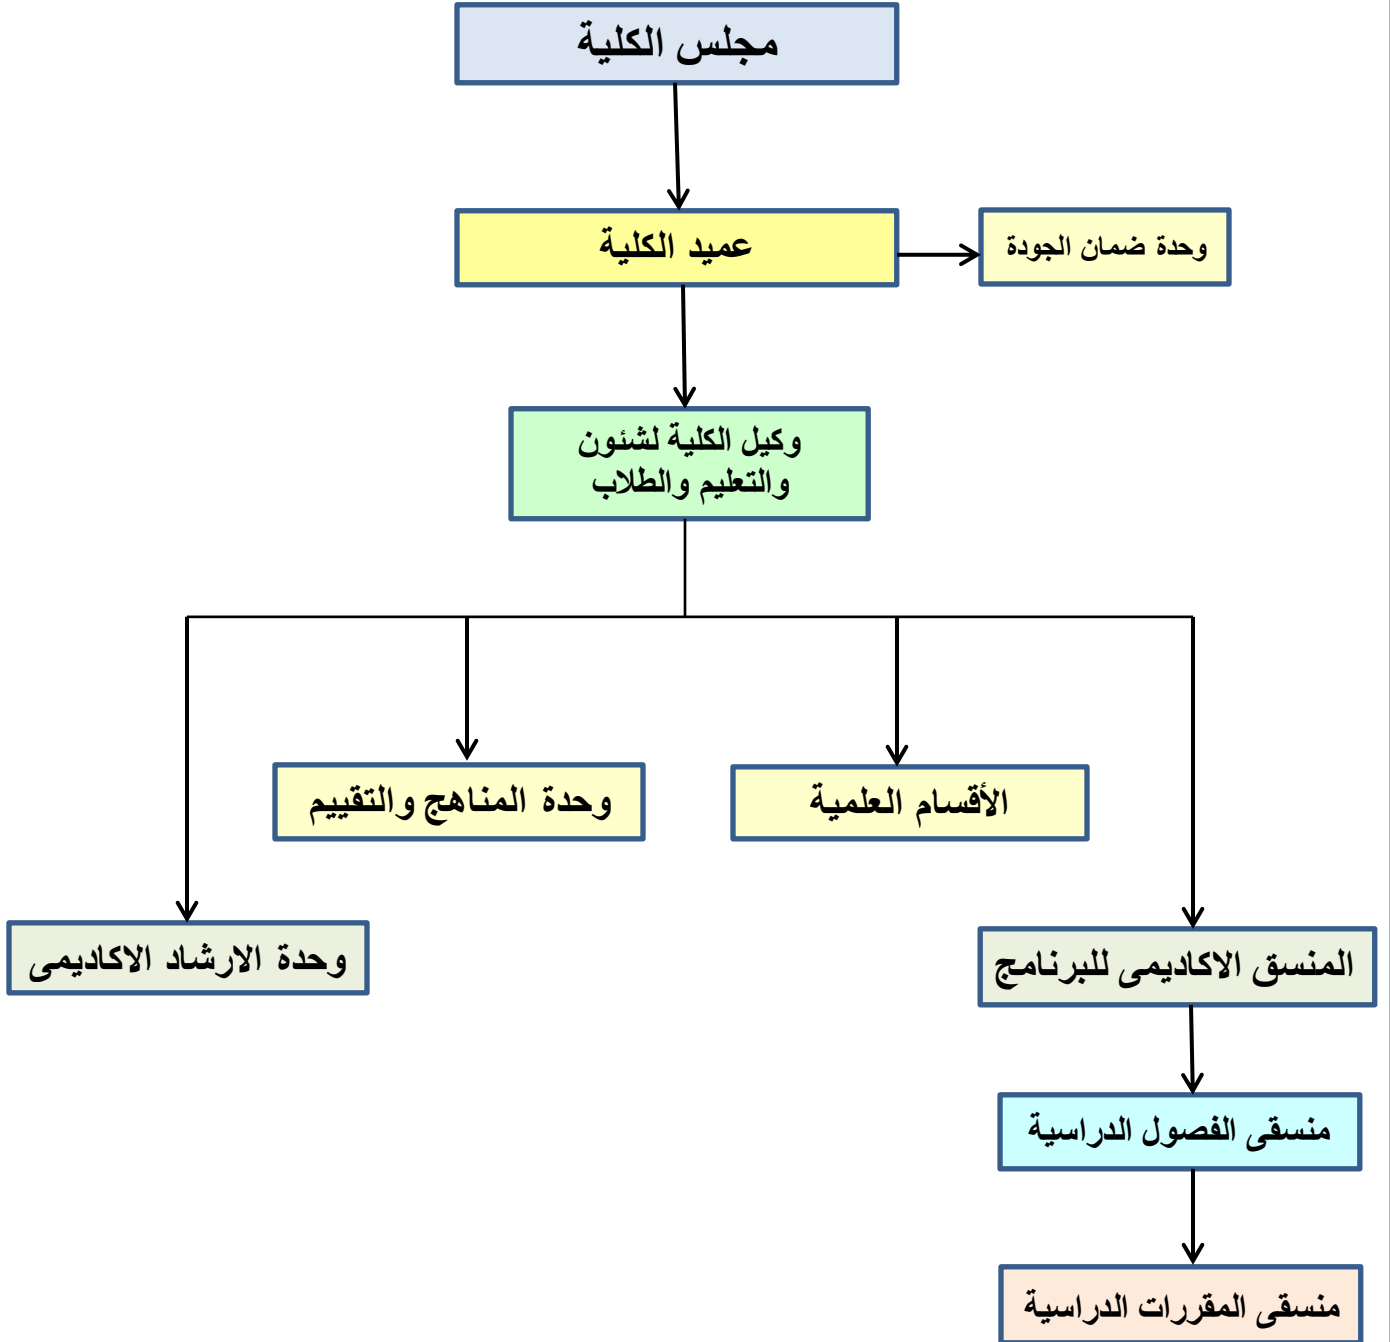 مجلس الكلية
عميد الكلية
وحدة ضمان الجودة
وكيل الكلية لشئون
والتعليم والطلاب
الأقسام العلمية
وحدة المناهج والتقييم
المنسق الاكاديمى للبرنامج
وحدة الارشاد الاكاديمى
منسقى الفصول الدراسية
منسقى المقررات الدراسية